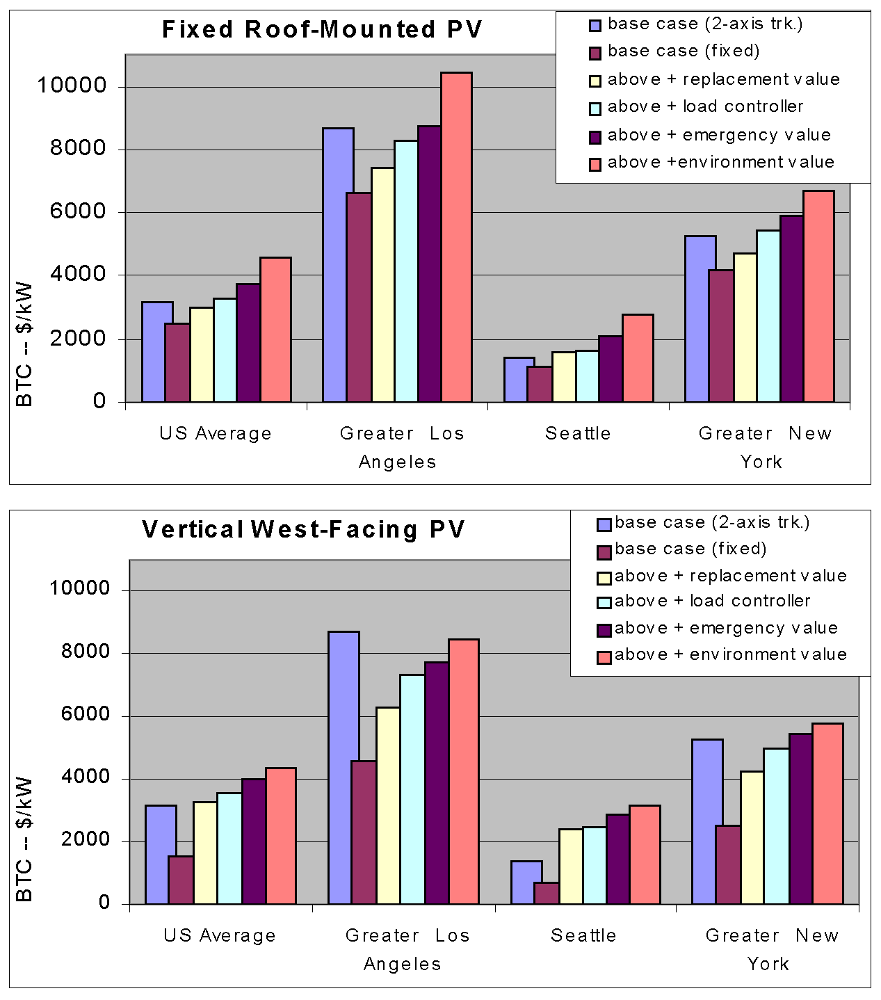 Fixed Roof-Mounted PV
base case (2-axis trk.)
base case (fixed)
above + replacement value
above + load controller
above + emergency value
above +environment value
10000
8000
6000
4000
2000
0
BTC -- $/kW
US Average
Greater Los
Angeles
Seattle
Greater New
York
Vertical West-Facing PV
base case (2-axis trk.)
base case (fixed)
above + replacement value
above + load controller
above + emergency value
above + environment value
10000
8000
6000
4000
2000
0
BTC -- $/kW
US Average
Greater Los
Angeles
Seattle
Greater New
York